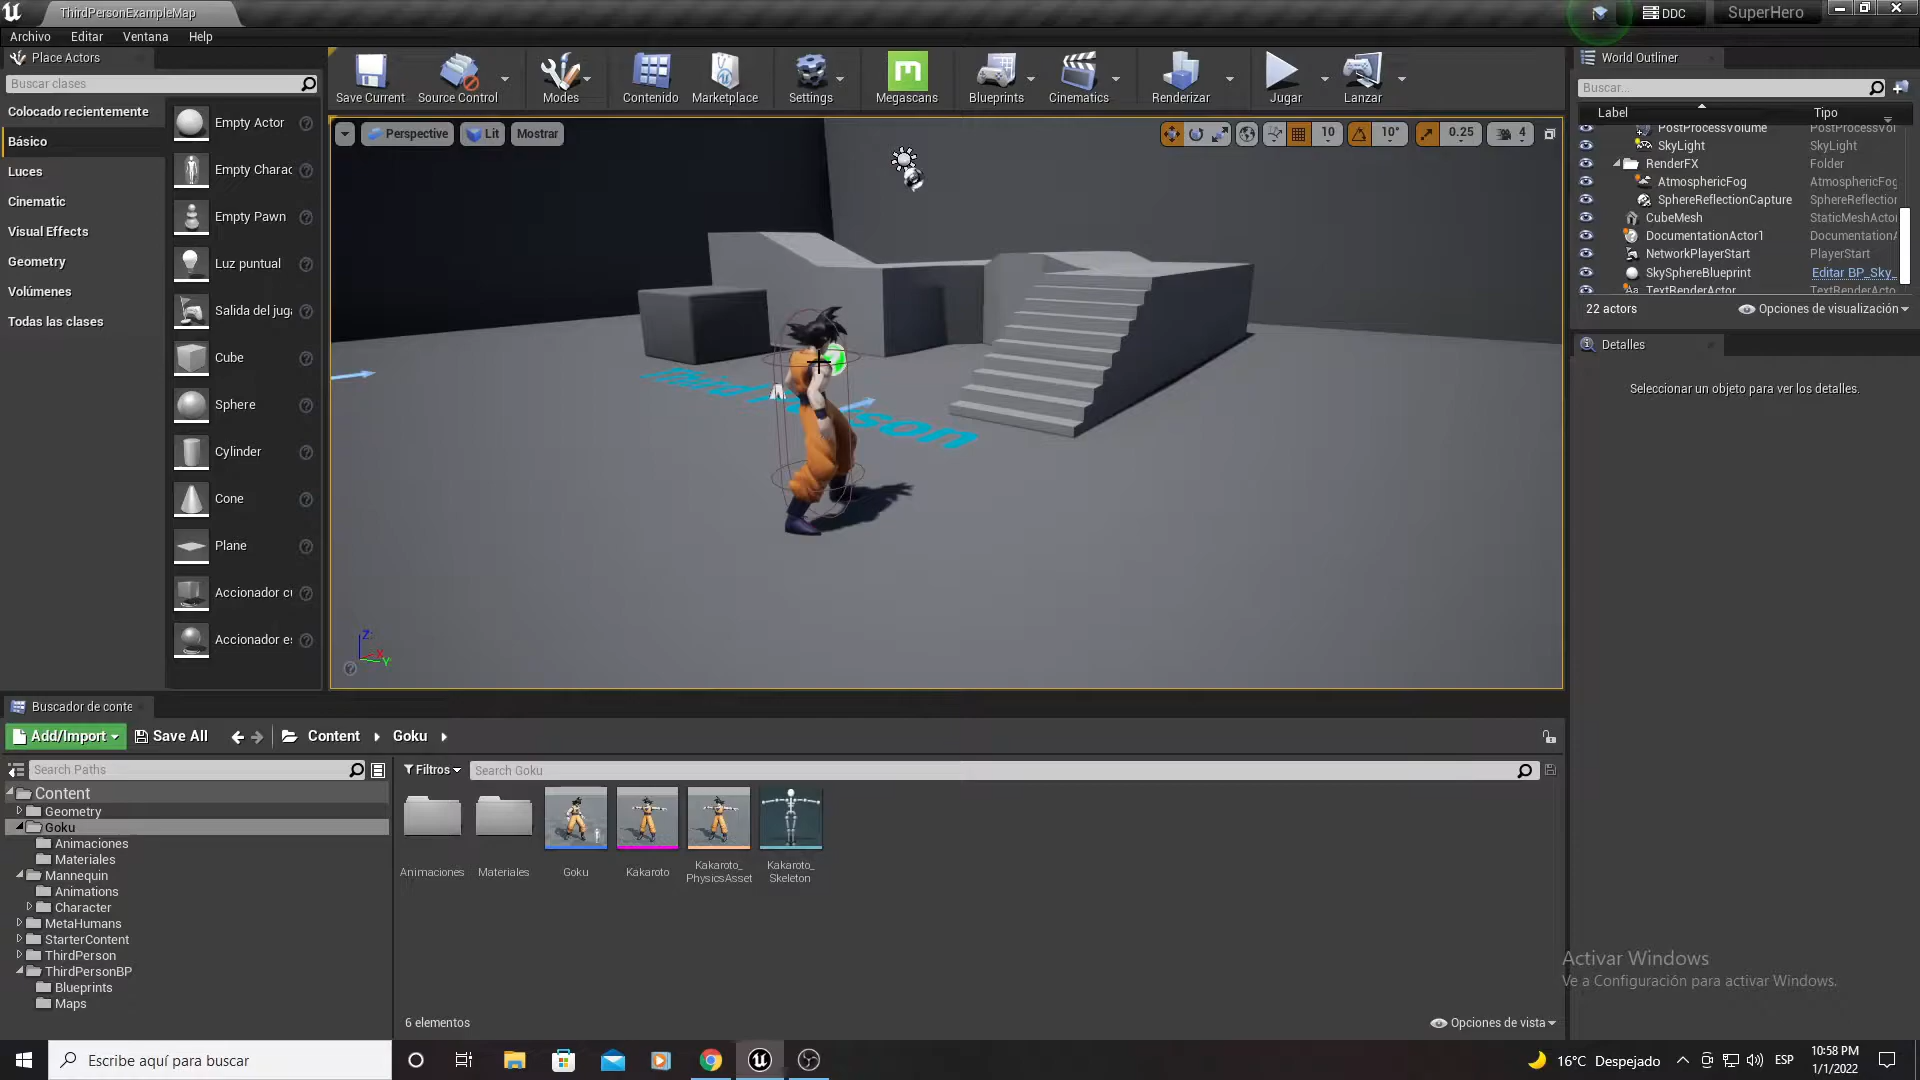 ThirdPersonExampleMap
DDC
SuperHero
Archivo
Editar
Ventana
Help
Place Actors
Buscar clases
Colocado recientemente
Básico
Luces
Cinematic
Visual Effects
Geometry
Volúmenes
Todas las clases
Empty Actor
Empty Charac
Empty Pawn
Luz puntual
Salida del juga
Cube
Sphere
Cylinder
Cone
Plane
Accionador cu
Accionador es
Save Current
Source Control
Modes
Contenido
Marketplace
Settings
Megascans
Blueprints
Cinematics
Renderizar
Jugar
Lanzar
Perspective
Lit
Mostrar
10
10°
0.25
4
Third Person
Z
X
Y
World Outliner
Buscar...
Label
Tipo
PostProcessVolume
PostProcessVol
SkyLight
SkyLight
RenderFX
Folder
AtmosphericFog
AtmosphericFog
SphereReflectionCapture
SphereReflection
CubeMesh
StaticMeshActo
DocumentationActor1
DocumentationA
NetworkPlayerStart
PlayerStart
SkySphereBlueprint
Editar BP_Sky_
TextRenderActor
TextRenderActo
22 actors
Opciones de visualización
Detalles
Seleccionar un objeto para ver los detalles.
Buscador de conte
Add/Import
Save All
Content
Goku
Search Paths
Content
Geometry
Goku
Animaciones
Materiales
Mannequin
Animations
Character
MetaHumans
StarterContent
ThirdPerson
ThirdPersonBP
Blueprints
Maps
Filtros
Search Goku
Animaciones
Materiales
Goku
Kakaroto
Kakaroto_
PhysicsAsset
Kakaroto_
Skeleton
6 elementos
Opciones de vista
Activar Windows
Ve a Configuración para activar Windows.
Escribe aquí para buscar
16°C
Despejado
ESP
10:58 PM
1/1/2022